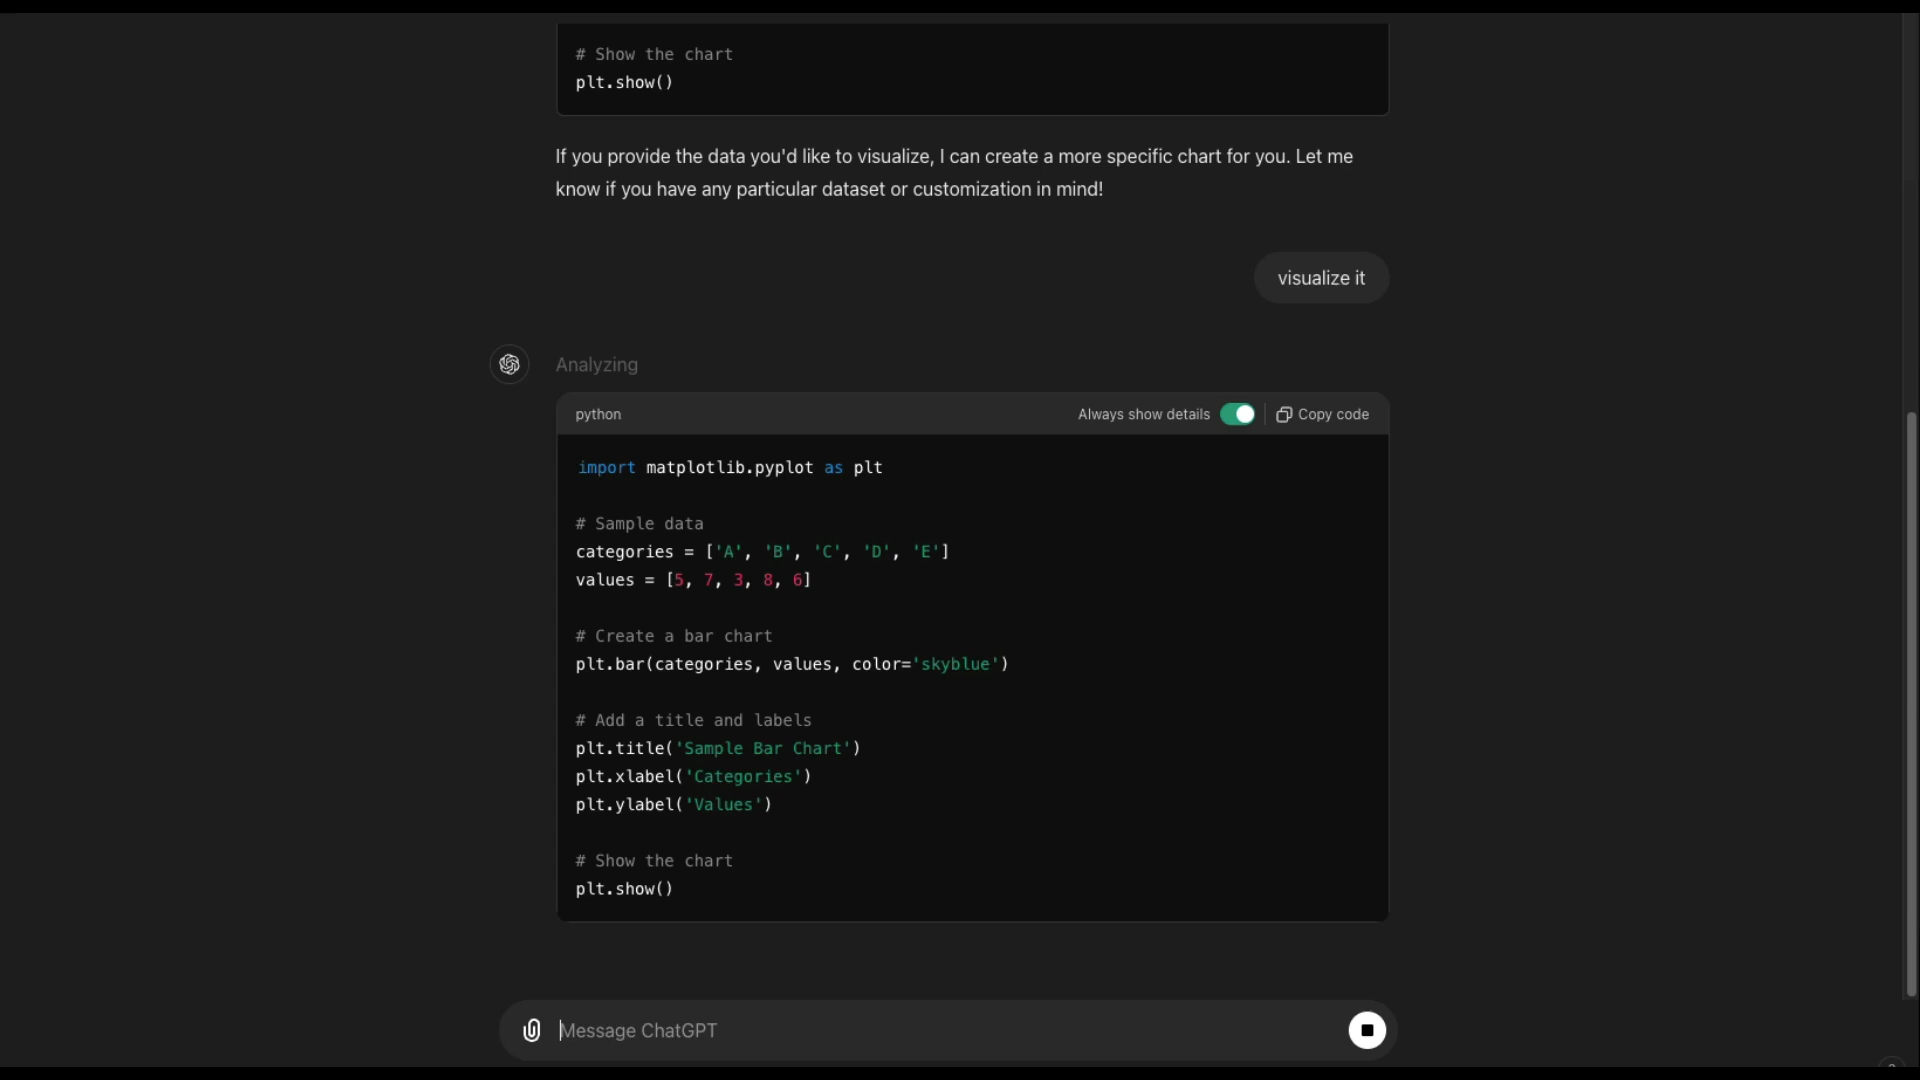 # Show the chart
plt.show()
If you provide the data you'd like to visualize, I can create a more specific chart for you. Let me
know if you have any particular dataset or customization in mind!
visualize it
Analyzing
python Always show details Copy code
import matplotlib.pyplot as plt
# Sample data
categories = ['A', 'B', 'C', 'D', 'E']
values = [5, 7, 3, 8, 6]
# Create a bar chart
plt.bar(categories, values, color='skyblue')
# Add a title and labels
plt.title('Sample Bar Chart')
plt.xlabel('Categories')
plt.ylabel('Values')
# Show the chart
plt.show()
Message ChatGPT